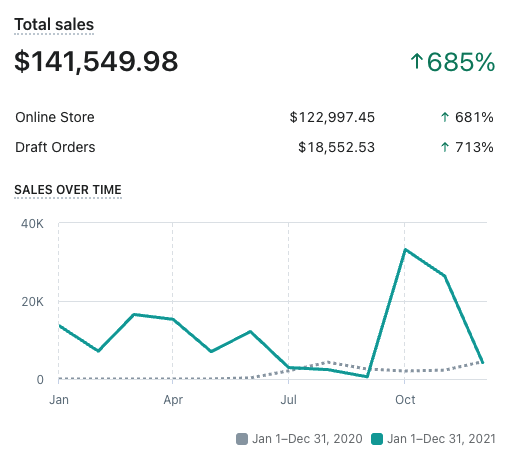 Total sales
$141,549.98 ↑685%
Online Store $122,997.45 ↑ 681%
Draft Orders $18,552.53 ↑ 713%
SALES OVER TIME
40K
20K
0
Jan Apr Jul Oct
Jan 1–Dec 31, 2020 Jan 1–Dec 31, 2021